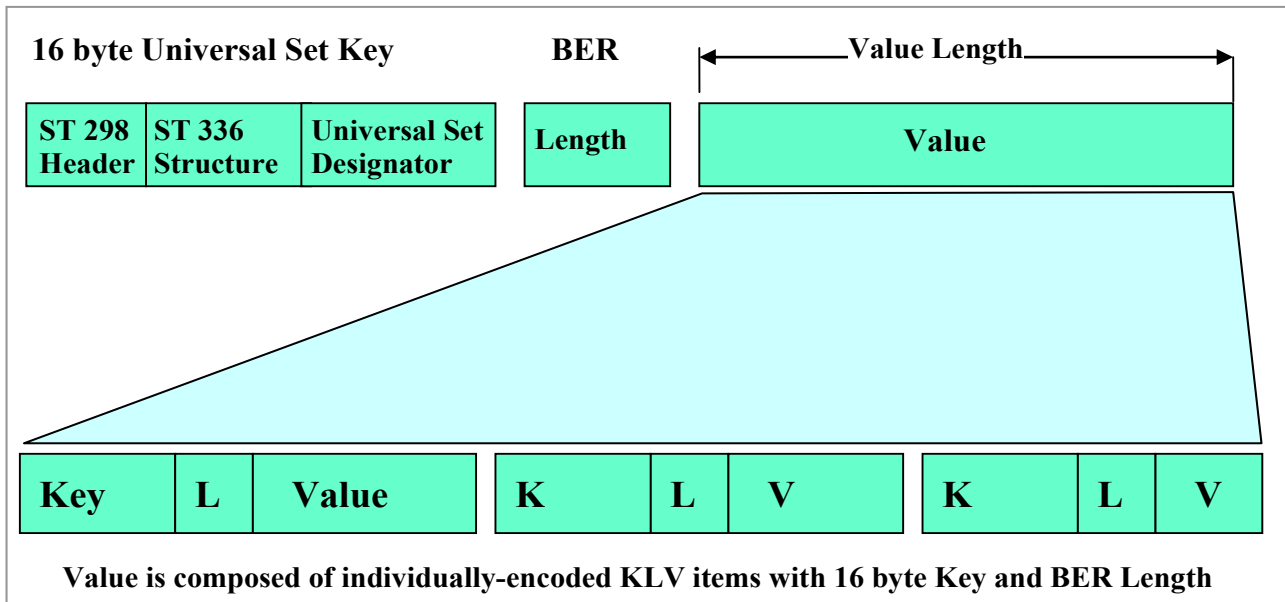 16 byte Universal Set Key BER Value Length
ST 298 Header
ST 336 Structure
Universal Set Designator
Length
Value
Key L Value K L V K L V
Value is composed of individually-encoded KLV items with 16 byte Key and BER Length